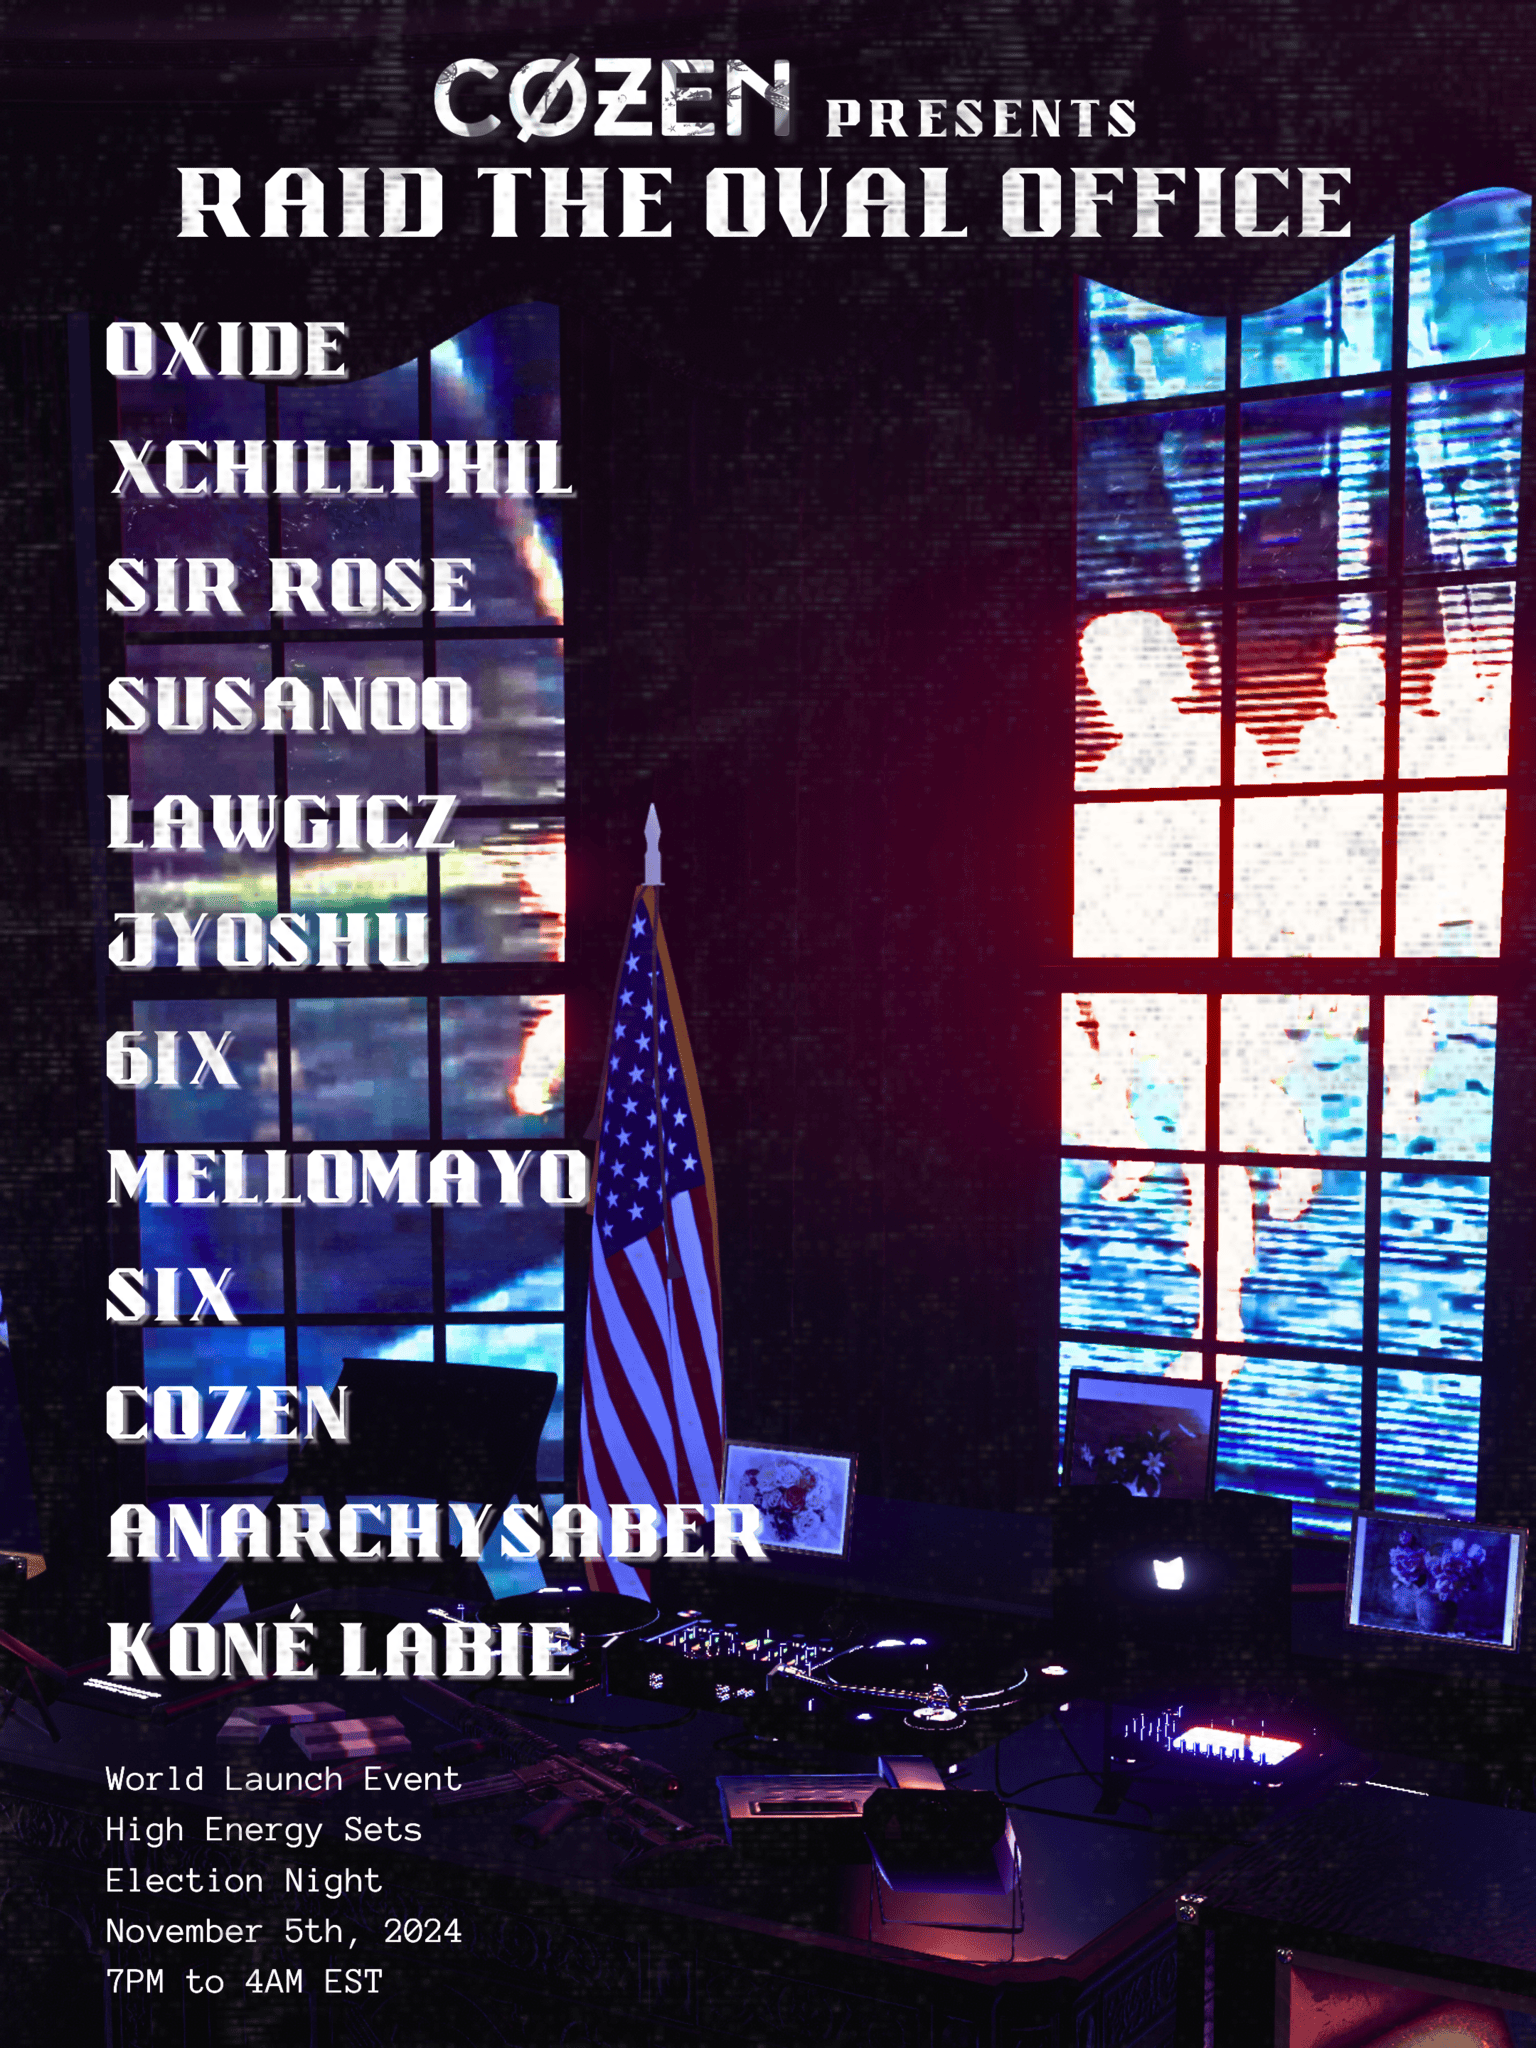 CØƵEN PRESENTS
RAID THE OVAL OFFICE
OXIDE
XCHILLPHIL
SIR ROSE
SUSANOO
LAWGICZ
JYOSHU
6IX
MELLOMAYO
SIX
COZEN
ANARCHYSABER
KONÉ LABIE
World Launch Event
High Energy Sets
Election Night
November 5th, 2024
7PM to 4AM EST